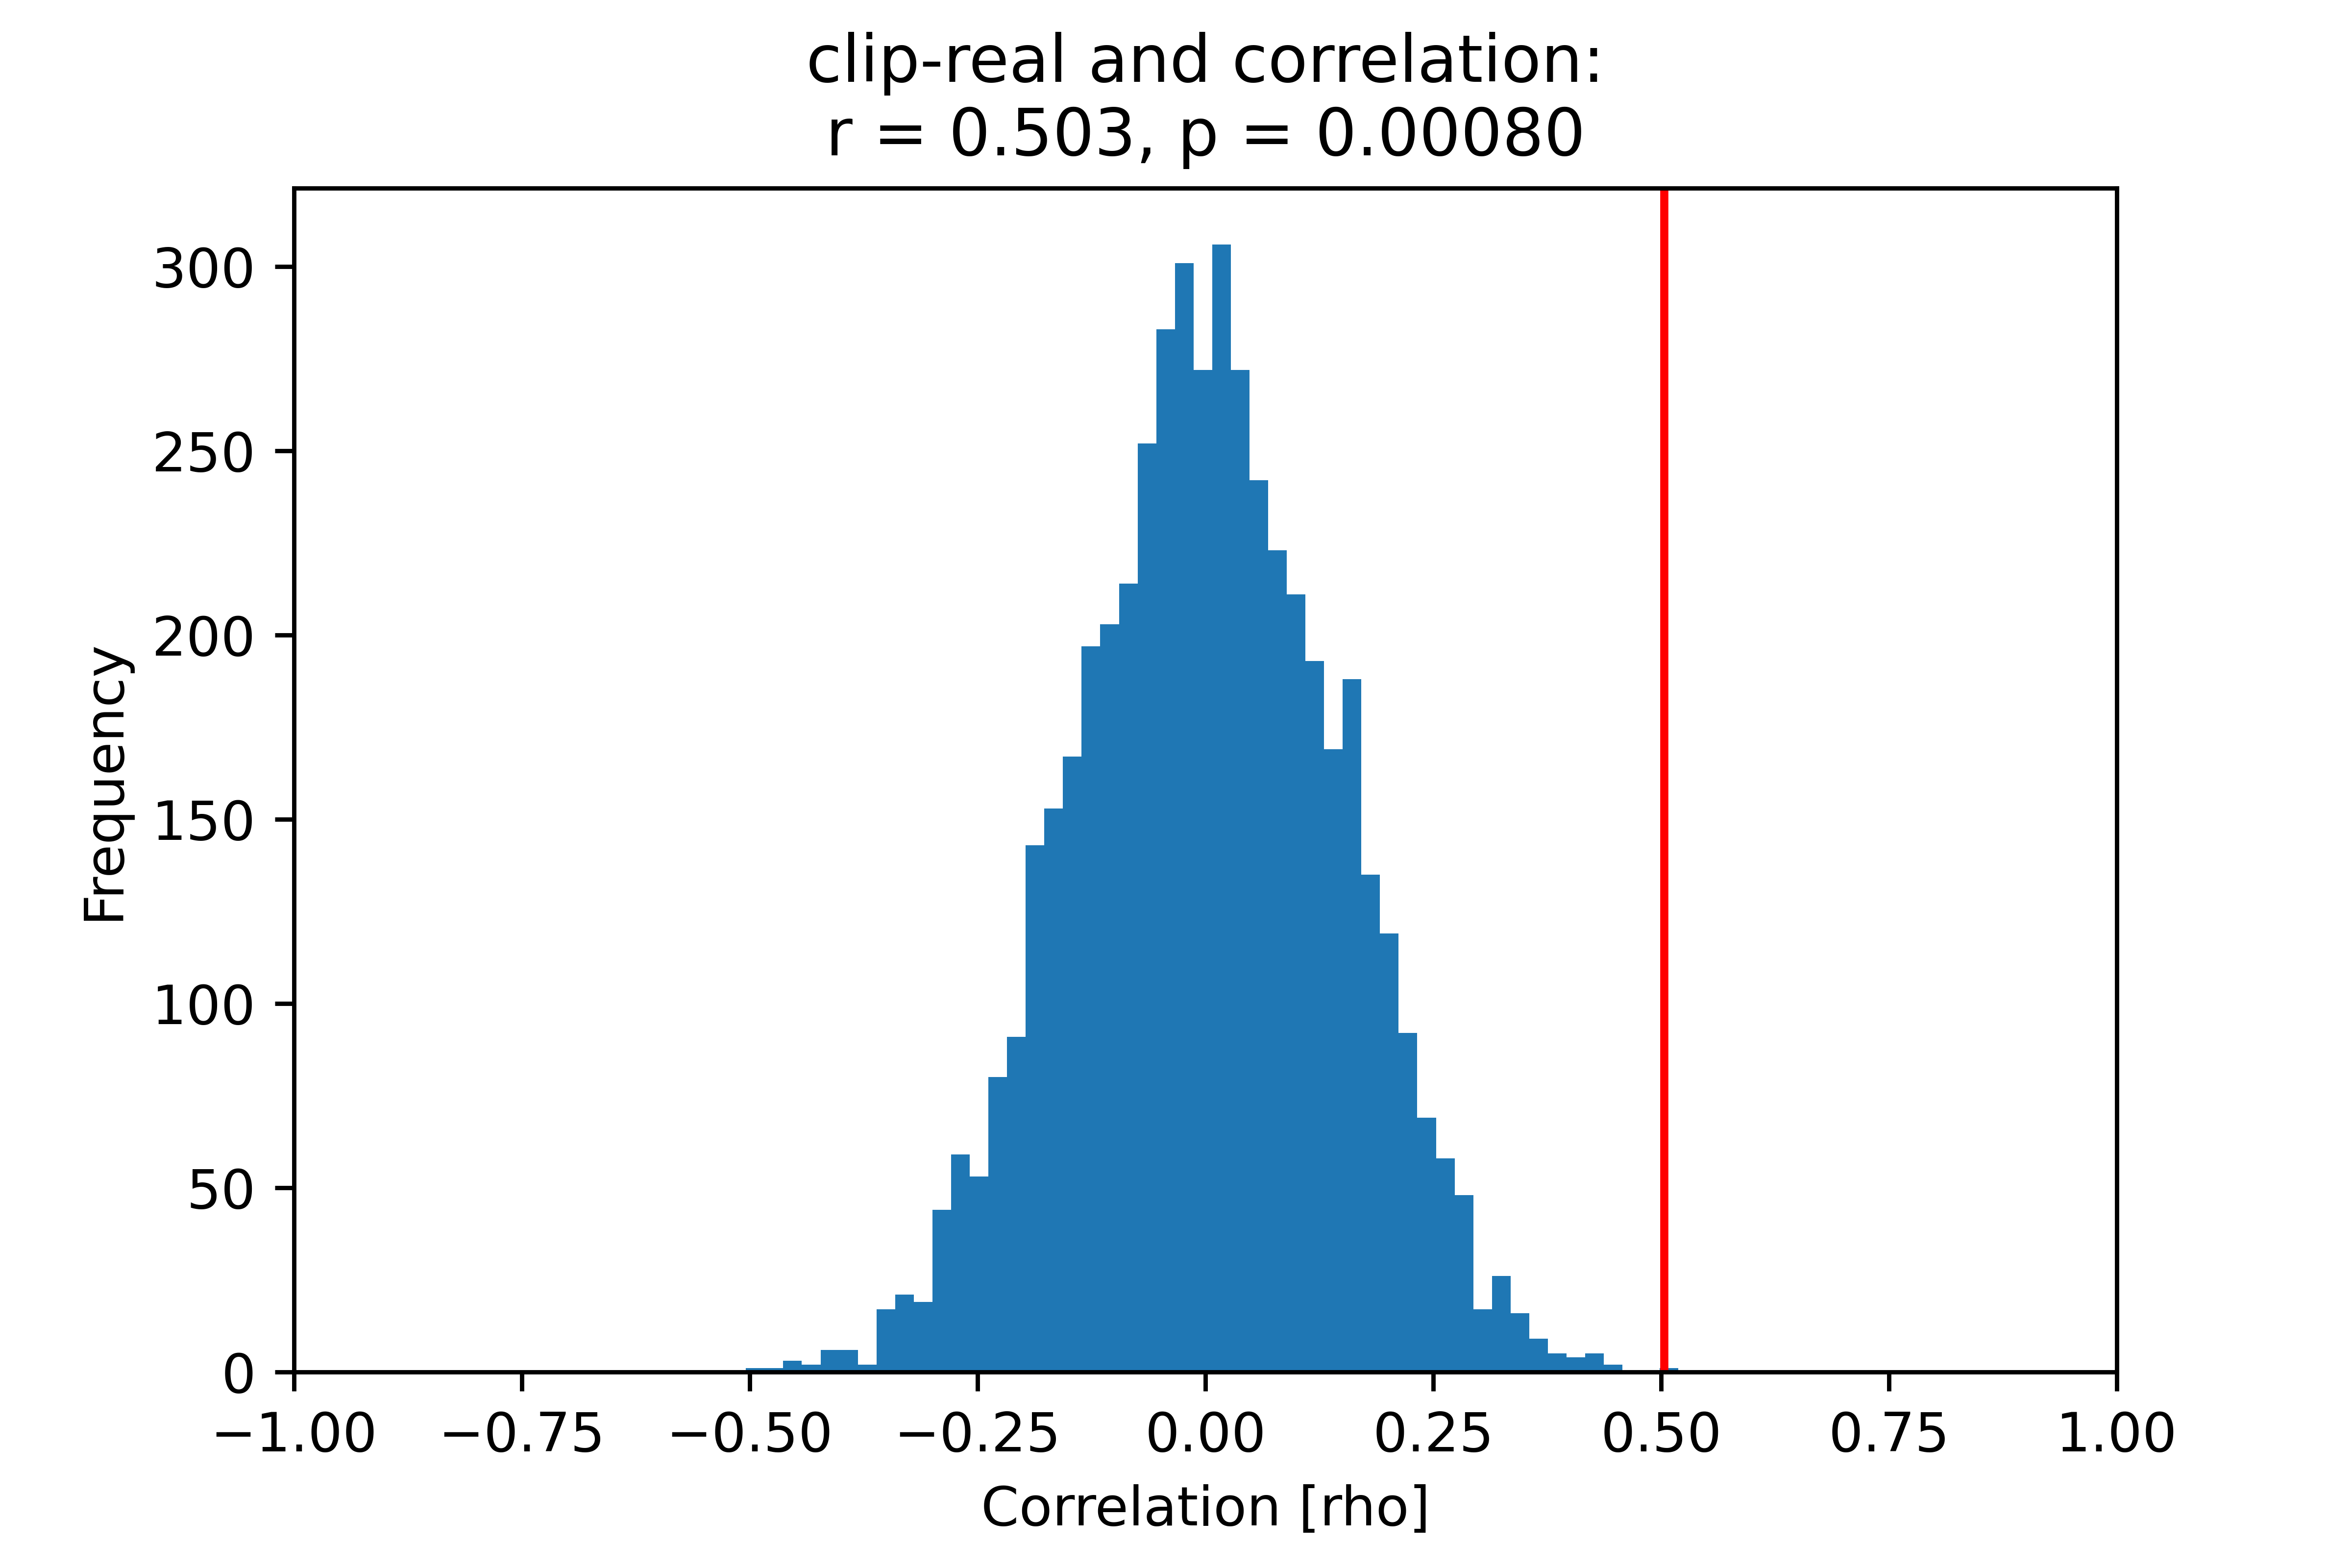 clip-real and correlation:
r = 0.503, p = 0.00080
300
250
200
150
100
50
0
Frequency
−1.00 −0.75 −0.50 −0.25 0.00 0.25 0.50 0.75 1.00
Correlation [rho]